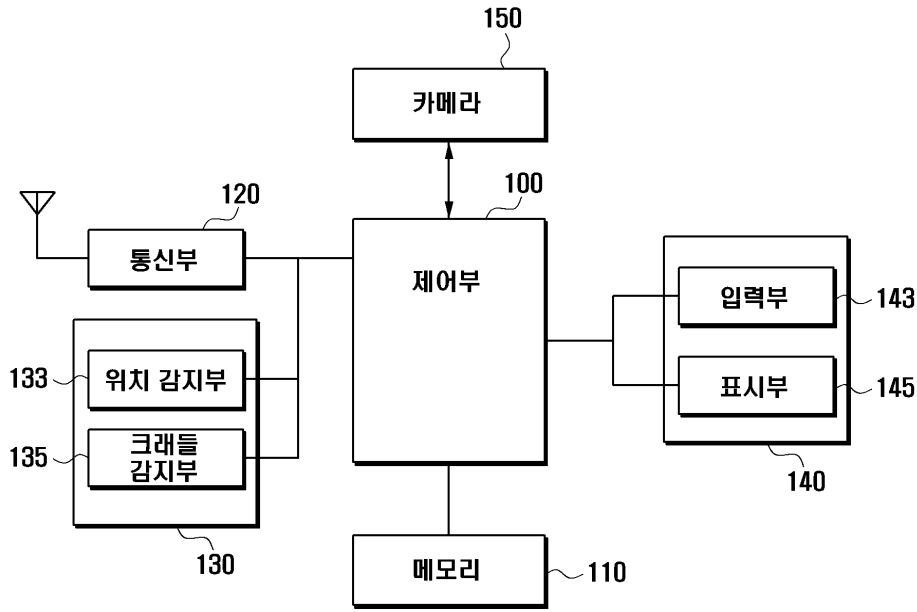 150
카메라
100
120
통신부
제어부
입력부
143
133
위치 감지부
표시부
145
135
크래들
감지부
140
130
메모리
110